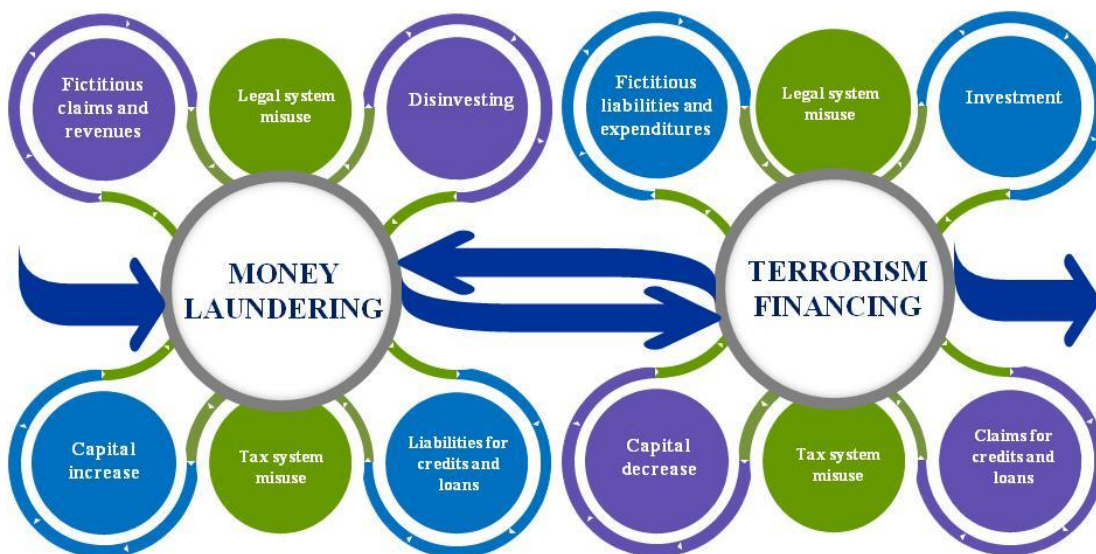 Fictitious
claims and
revenues
Legal system
misuse
Disinvesting
Fictitious
liabilities and
expenditures
Legal system
misuse
Investment
MONEY
LAUNDERING
TERRORISM
FINANCING
Capital
increase
Tax system
misuse
Liabilities for
credits and
loans
Capital
decrease
Tax system
misuse
Claims for
credits and
loans